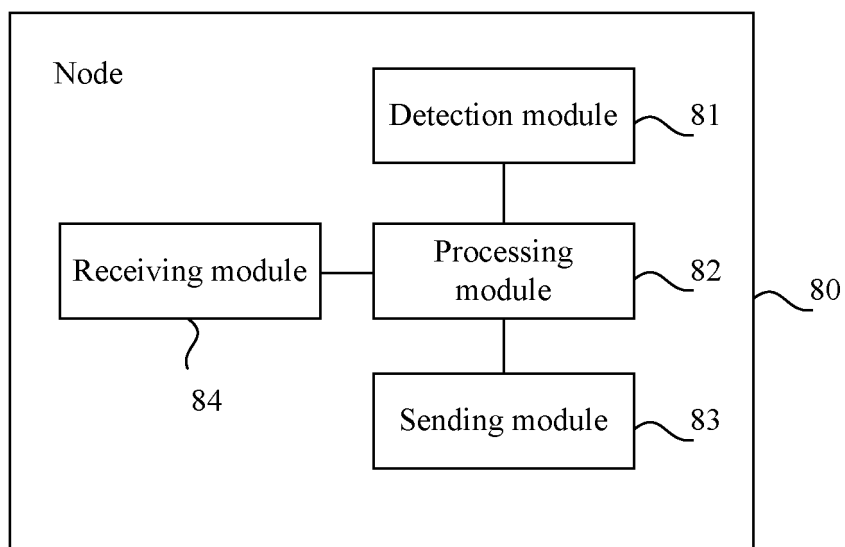 Node
Detection module
81
Receiving module
Processing
module
82
80
84
Sending module
83